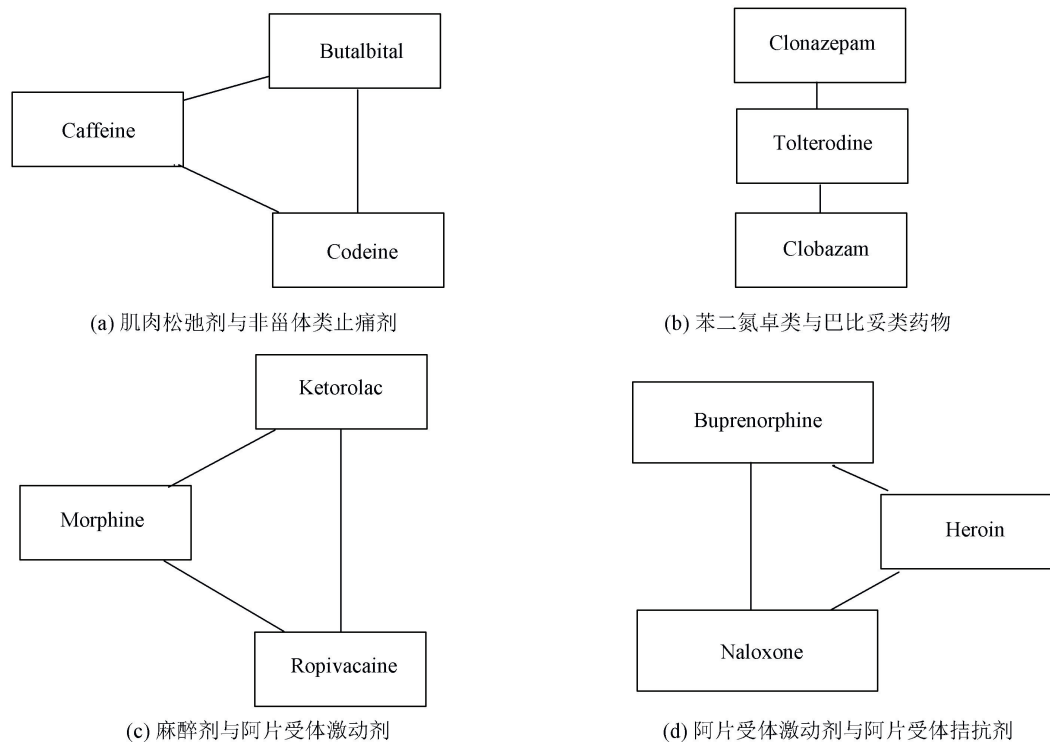 Butalbital
Caffeine
Codeine
(a) 肌肉松弛剂与非甾体类止痛剂
Clonazepam
Tolterodine
Clobazam
(b) 苯二氮卓类与巴比妥类药物
Ketorolac
Morphine
Ropivacaine
(c) 麻醉剂与阿片受体激动剂
Buprenorphine
Heroin
Naloxone
(d) 阿片受体激动剂与阿片受体拮抗剂